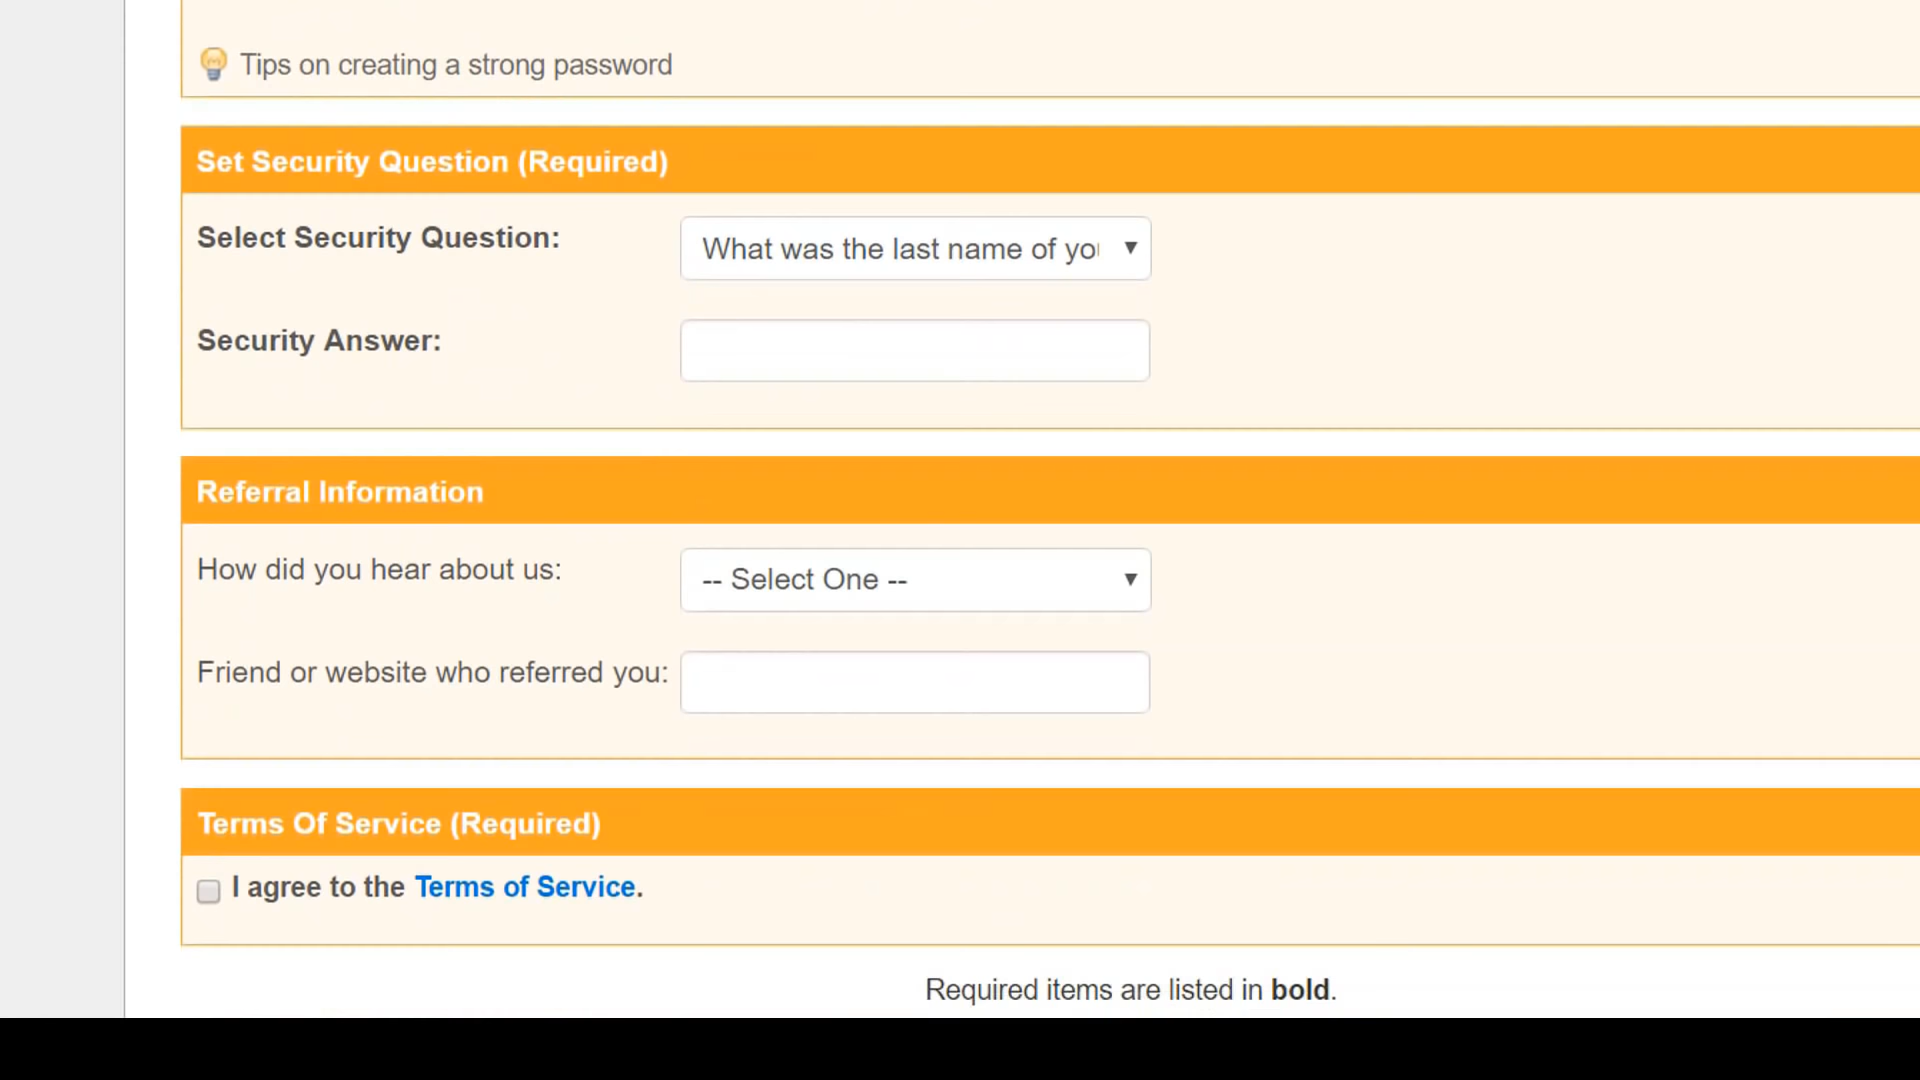 Tips on creating a strong password
Set Security Question (Required)
Select Security Question:
What was the last name of
Security Answer:
Referral Information
How did you hear about us:
-- Select One --
Friend or website who referred you:
Terms Of Service (Required)
I agree to the Terms of Service.
Required items are listed in bold.